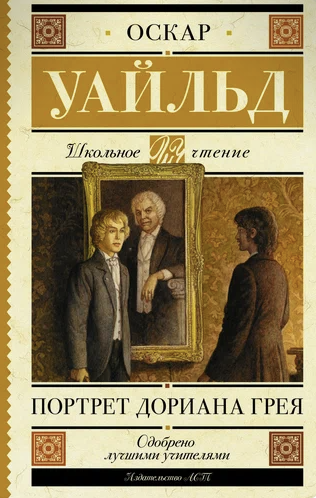 ОСКАР
УАЙЛЬД
Школьное чтение
ПОРТРЕТ ДОРИАНА ГРЕЯ
Одобрено
лучшими учителями
Издательство АСТ